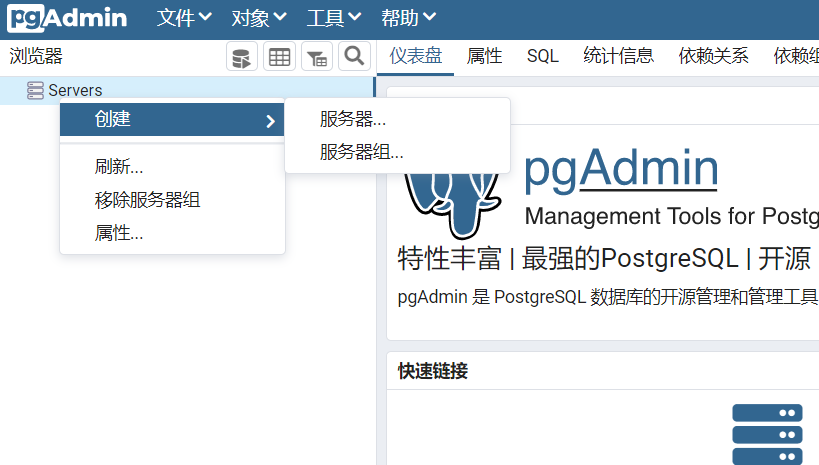 pgAdmin 文件 对象 工具 帮助
浏览器 仪表盘 属性 SQL 统计信息 依赖关系 依赖组
Servers
创建
刷新...
移除服务器组
属性...
服务器...
服务器组...
pgAdmin
Management Tools for Postg
特性丰富 | 最强的PostgreSQL | 开源
pgAdmin 是 PostgreSQL 数据库的开源管理和管理工具
快速链接